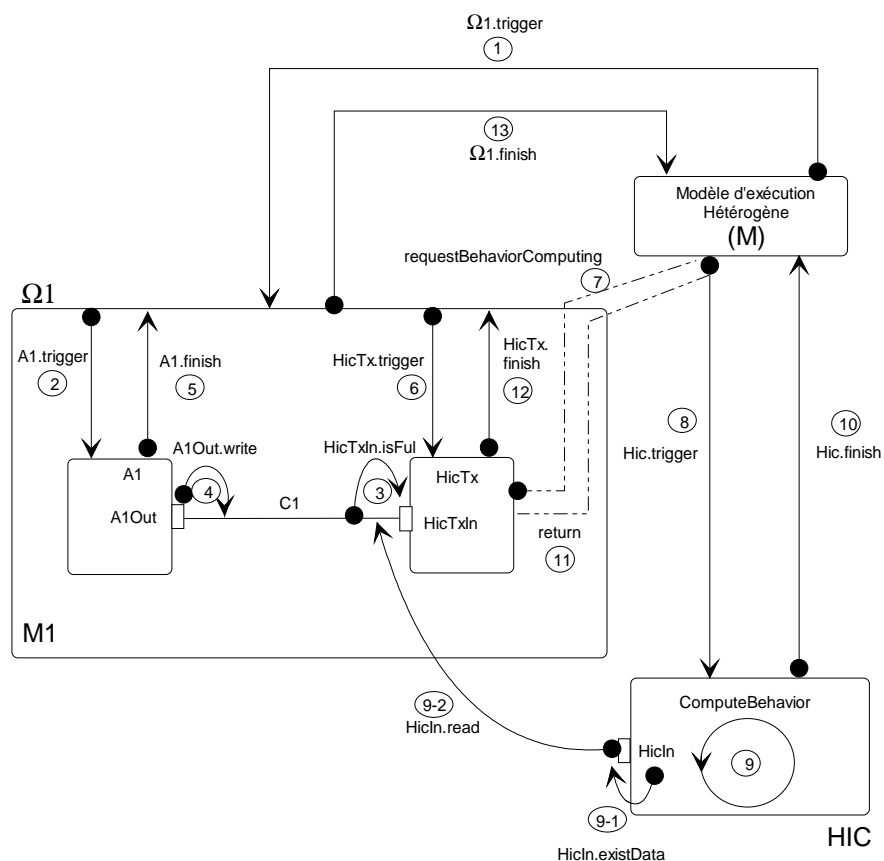 Ω1.trigger
1
13
Ω1.finish
Modèle d'exécution
Hétérogène
(M)
requestBehaviorComputing
7
Ω1
A1.trigger
2
A1.finish
5
HicTx.trigger
6
HicTx.
finish
12
8
Hic.trigger
10
Hic.finish
A1Out.write
4
HicTxIn.isFul
3
A1
A1Out
C1
HicTx
HicTxIn
return
11
M1
9-2
HicIn.read
ComputeBehavior
HicIn
9
9-1
HicIn.existData
HIC